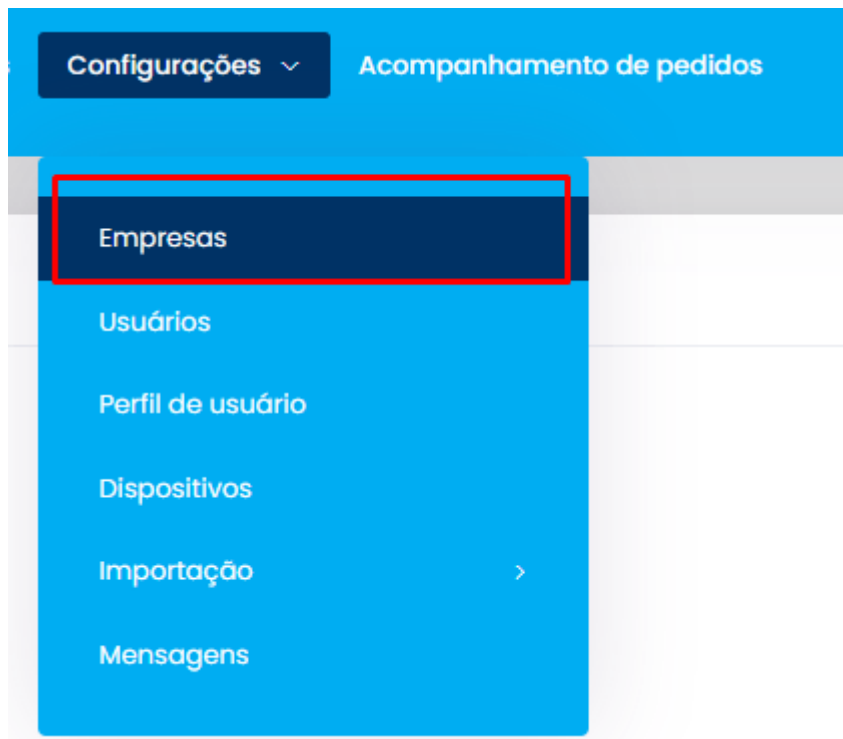 Configurações
Acompanhamento de pedidos
Empresas
Usuários
Perfil de usuário
Dispositivos
Importação
Mensagens